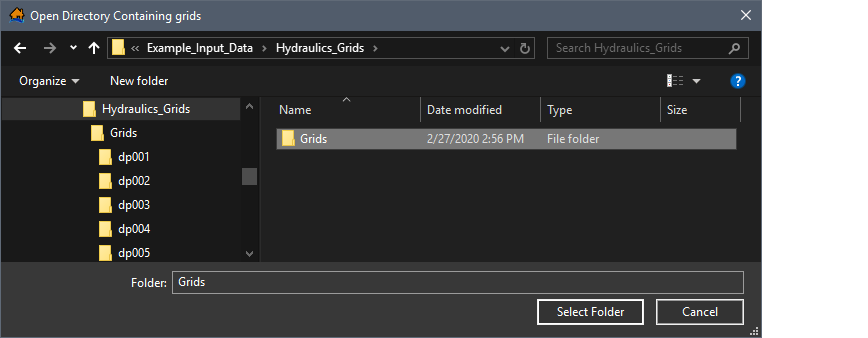 Open Directory Containing grids
« Example_Input_Data › Hydraulics_Grids ›
Search Hydraulics_Grids
Organize New folder
?
Hydraulics_Grids
Grids
dp001
dp002
dp003
dp004
dp005
Name Date modified Type Size
Grids 2/27/2020 2:56 PM File folder
Folder: Grids
Select Folder Cancel